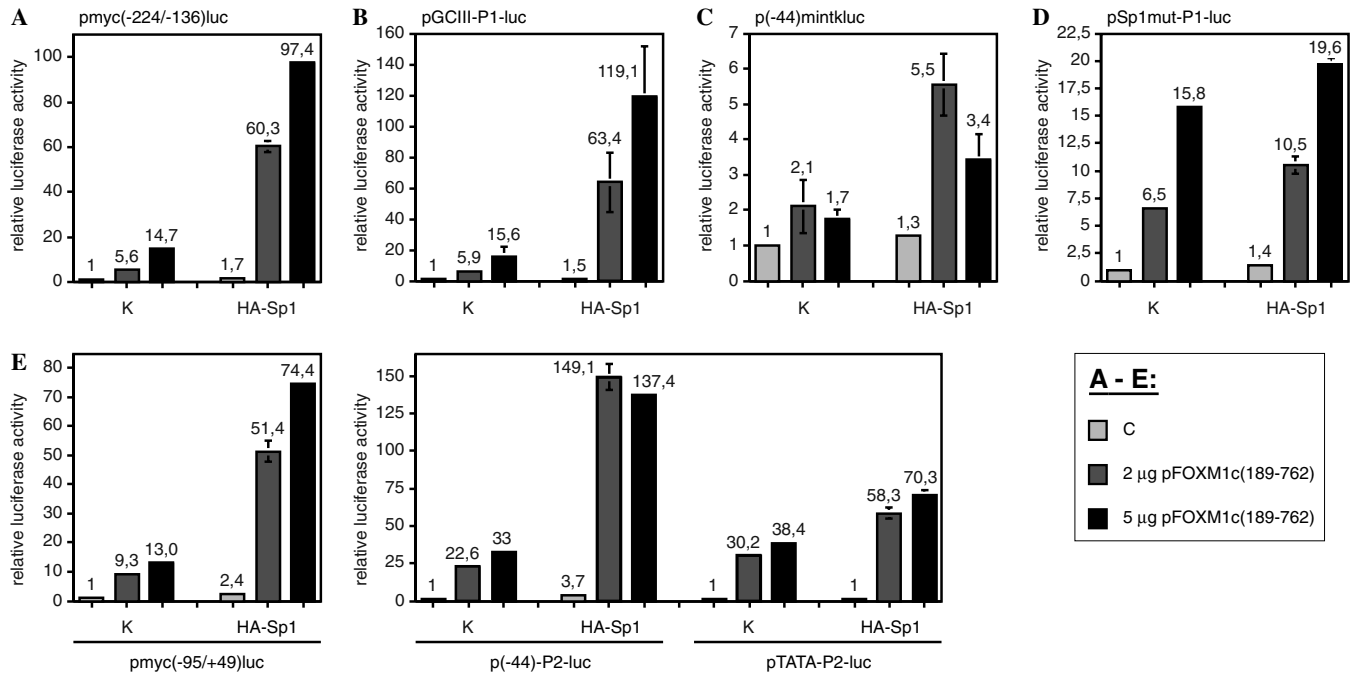 A pmyc(-224/-136)luc
relative luciferase activity
100
80
60
40
20
0
1 5,6 14,7 1,7 60,3 97,4
K HA-Sp1
B pGCIII-P1-luc
relative luciferase activity
160
140
120
100
80
60
40
20
0
1 5,9 15,6 1,5 63,4 119,1
K HA-Sp1
C p(-44)mintkluc
relative luciferase activity
7
6
5
4
3
2
1
0
1 2,1 1,7 1,3 5,5 3,4
K HA-Sp1
D pSp1mut-P1-luc
relative luciferase activity
22,5
20
17,5
15
12,5
10
7,5
5
2,5
0
1 6,5 15,8 1,4 10,5 19,6
K HA-Sp1
E
relative luciferase activity
80
70
60
50
40
30
20
10
0
1 9,3 13,0 2,4 51,4 74,4
K HA-Sp1
pmyc(-95/+49)luc
relative luciferase activity
150
125
100
75
50
25
0
1 22,6 33 3,7 149,1 137,4 1 30,2 38,4 1 58,3 70,3
K HA-Sp1 K HA-Sp1
p(-44)-P2-luc pTATA-P2-luc
A - E:
C
2 µg pFOXM1c(189-762)
5 µg pFOXM1c(189-762)